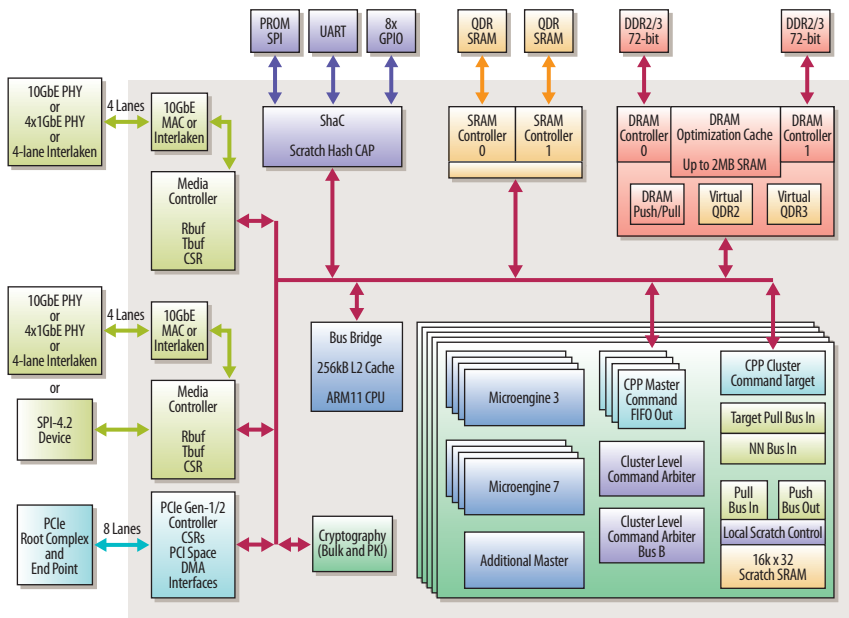 PROM
SPI
UART
8x
GPIO
QDR
SRAM
QDR
SRAM
DDR2/3
72-bit
DDR2/3
72-bit
10GbE PHY
or
4x1GbE PHY
or
4-lane Interlaken
4 Lanes
10GbE
MAC or
Interlaken
ShaC
Scratch Hash CAP
SRAM
Controller
0
SRAM
Controller
1
DRAM
Controller
0
DRAM
Optimization Cache
Up to 2MB SRAM
DRAM
Controller
1
DRAM
Push/Pull
Virtual
QDR2
Virtual
QDR3
Media
Controller
Rbuf
Tbuf
CSR
10GbE PHY
or
4x1GbE PHY
or
4-lane Interlaken
4 Lanes
10GbE
MAC or
Interlaken
or
SPI-4.2
Device
Media
Controller
Rbuf
Tbuf
CSR
Bus Bridge
256kB L2 Cache
ARM11 CPU
Microengine 3
CPP Master
Command
FIFO Out
CPP Cluster
Command Target
Target Pull Bus In
NN Bus In
Microengine 7
Cluster Level
Command Arbiter
Pull
Bus In
Push
Bus Out
Local Scratch Control
16k x 32
Scratch SRAM
Additional Master
Cluster Level
Command Arbiter
Bus B
PCIe
Root Complex
and
End Point
8 Lanes
PCIe Gen-1/2
Controller
CSRs
PCI Space
DMA
Interfaces
Cryptography
(Bulk and PKI)